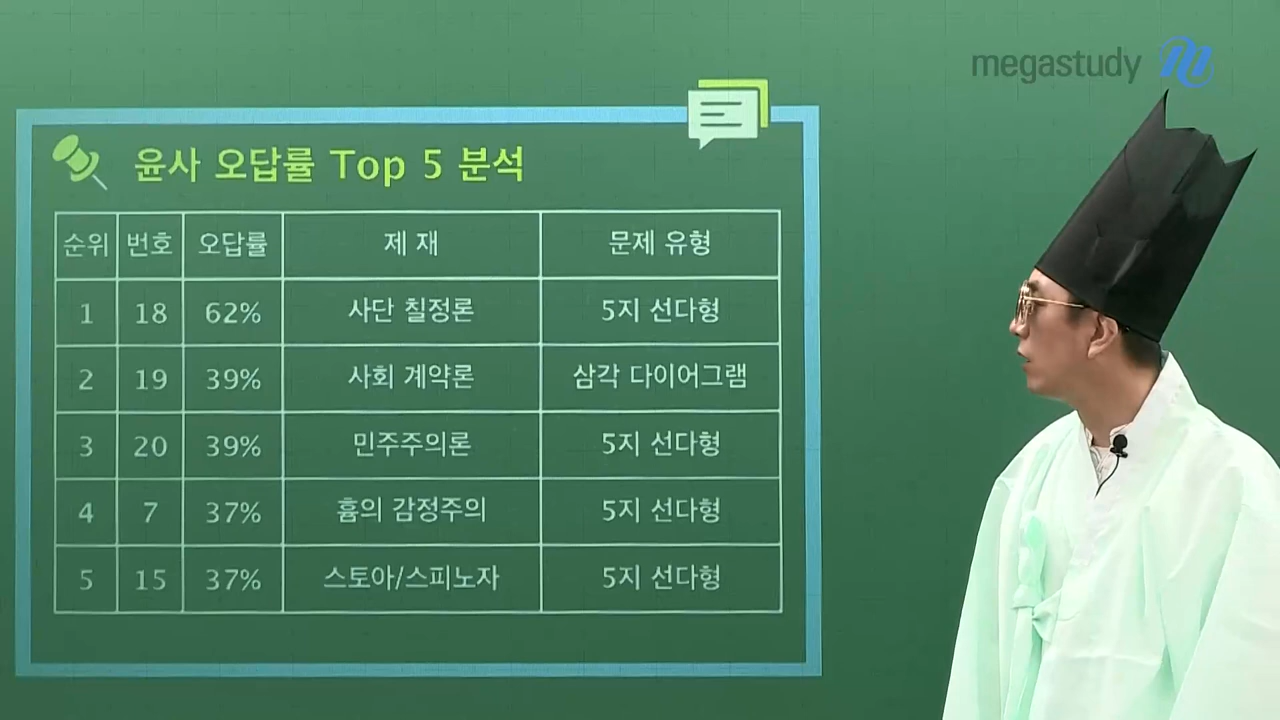 megastudy
윤사 오답률 Top 5 분석
순위 번호 오답률 제 재 문제 유형
1 18 62% 사단 칠정론 5지 선다형
2 19 39% 사회 계약론 삼각 다이어그램
3 20 39% 민주주의론 5지 선다형
4 7 37% 흄의 감정주의 5지 선다형
5 15 37% 스토아/스피노자 5지 선다형